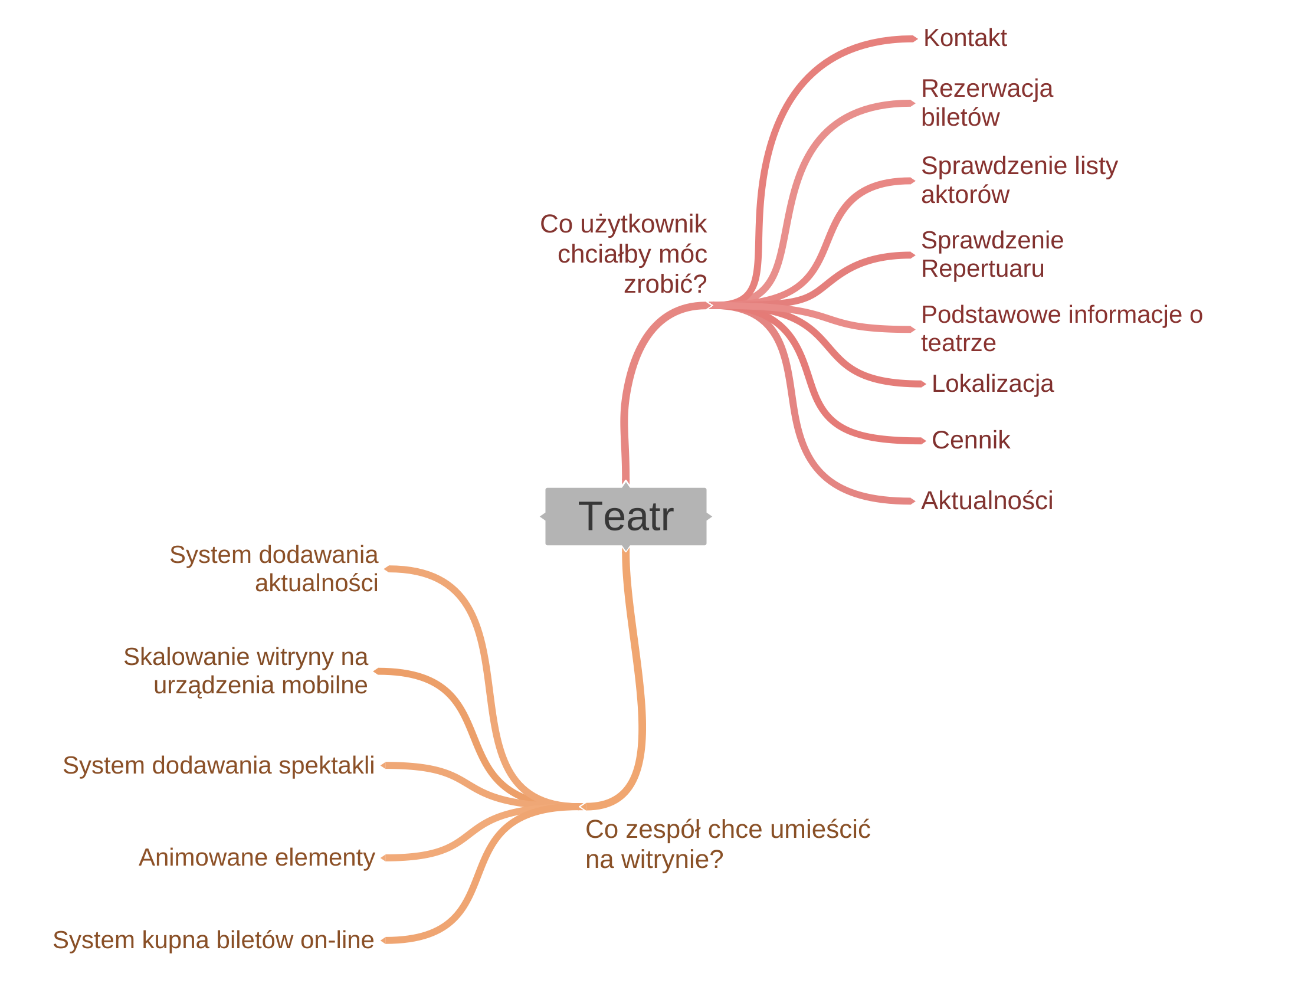 Kontakt
Rezerwacja
biletów
Sprawdzenie listy
aktorów
Co użytkownik
chciałby móc
zrobić?
Sprawdzenie
Repertuaru
Podstawowe informacje o
teatrze
Lokalizacja
Cennik
Aktualności
Teatr
System dodawania
aktualności
Skalowanie witryny na
urządzenia mobilne
System dodawania spektakli
Co zespół chce umieścić
na witrynie?
Animowane elementy
System kupna biletów on-line